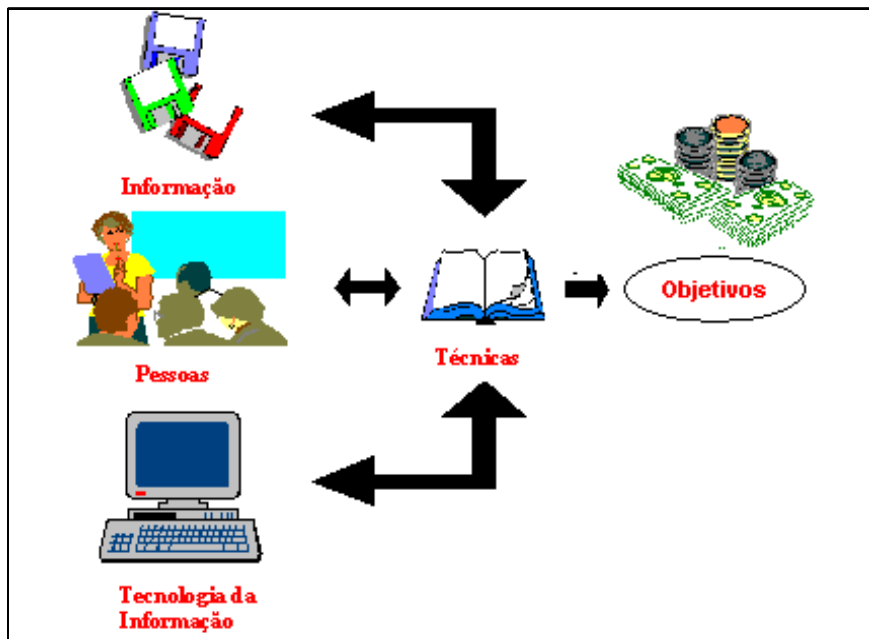 Informação
Pessoas
Técnicas
Objetivos
Tecnologia da
Informação